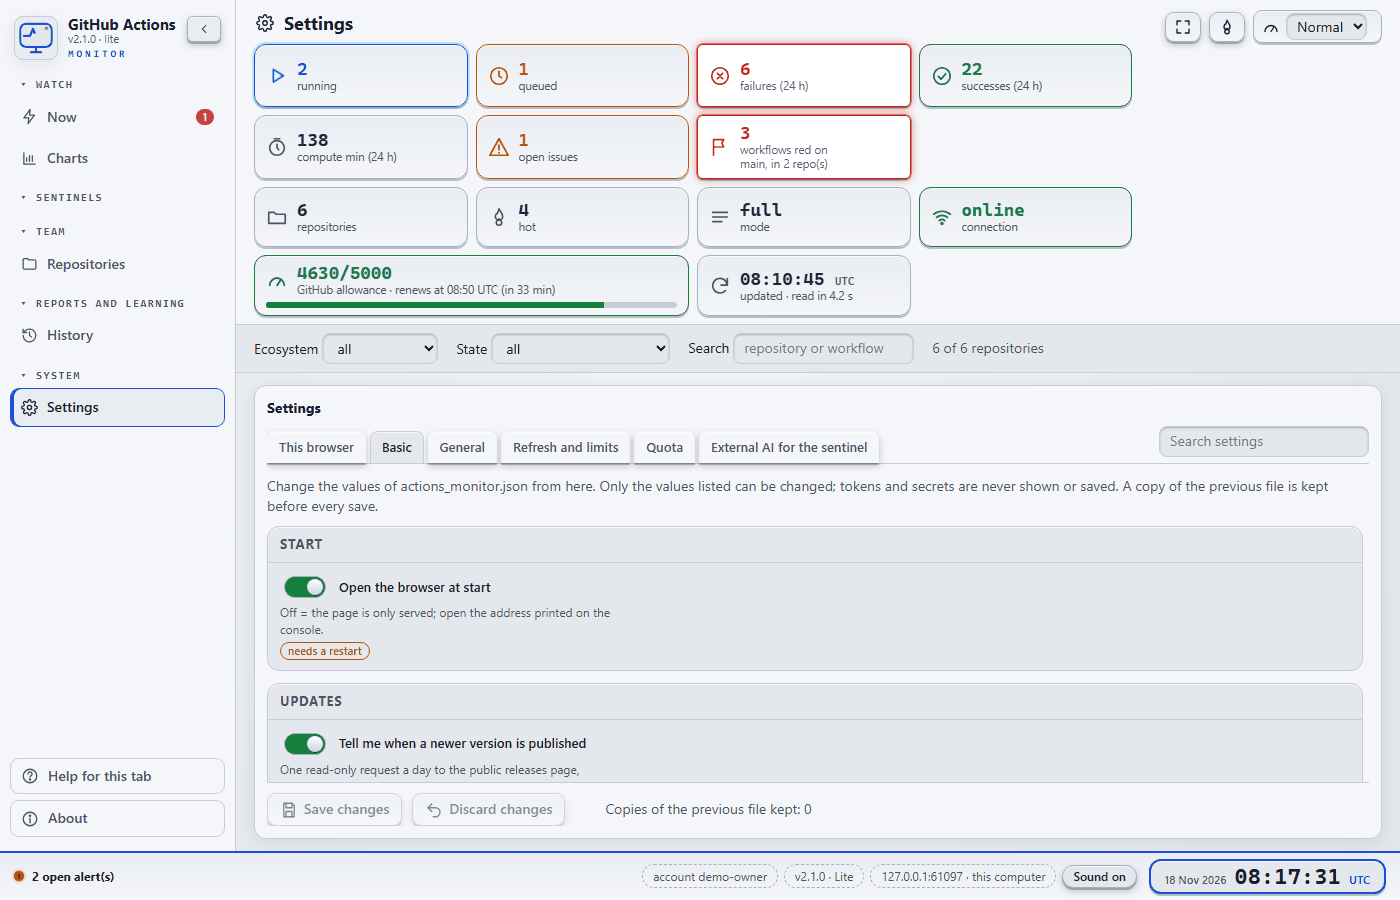 GitHub Actions
v2.1.0 · lite
MONITOR
WATCH
Now
1
Charts
SENTINELS
TEAM
Repositories
REPORTS AND LEARNING
History
SYSTEM
Settings
Help for this tab
About
Settings
Normal
2
running
1
queued
6
failures (24 h)
22
successes (24 h)
138
compute min (24 h)
1
open issues
3
workflows red on
main, in 2 repo(s)
6
repositories
4
hot
full
mode
online
connection
4630/5000
GitHub allowance · renews at 08:50 UTC (in 33 min)
08:10:45 UTC
updated · read in 4.2 s
Ecosystem all State all Search repository or workflow 6 of 6 repositories
Settings
This browser Basic General Refresh and limits Quota External AI for the sentinel Search settings
Change the values of actions_monitor.json from here. Only the values listed can be changed; tokens and secrets are never shown or saved. A copy of the previous file is kept
before every save.
START
Open the browser at start
Off = the page is only served; open the address printed on the
console.
needs a restart
UPDATES
Tell me when a newer version is published
One read-only request a day to the public releases page,
Save changes Discard changes Copies of the previous file kept: 0
2 open alert(s) account demo-owner v2.1.0 · Lite 127.0.0.1:61097 · this computer Sound on 18 Nov 2026 08:17:31 UTC